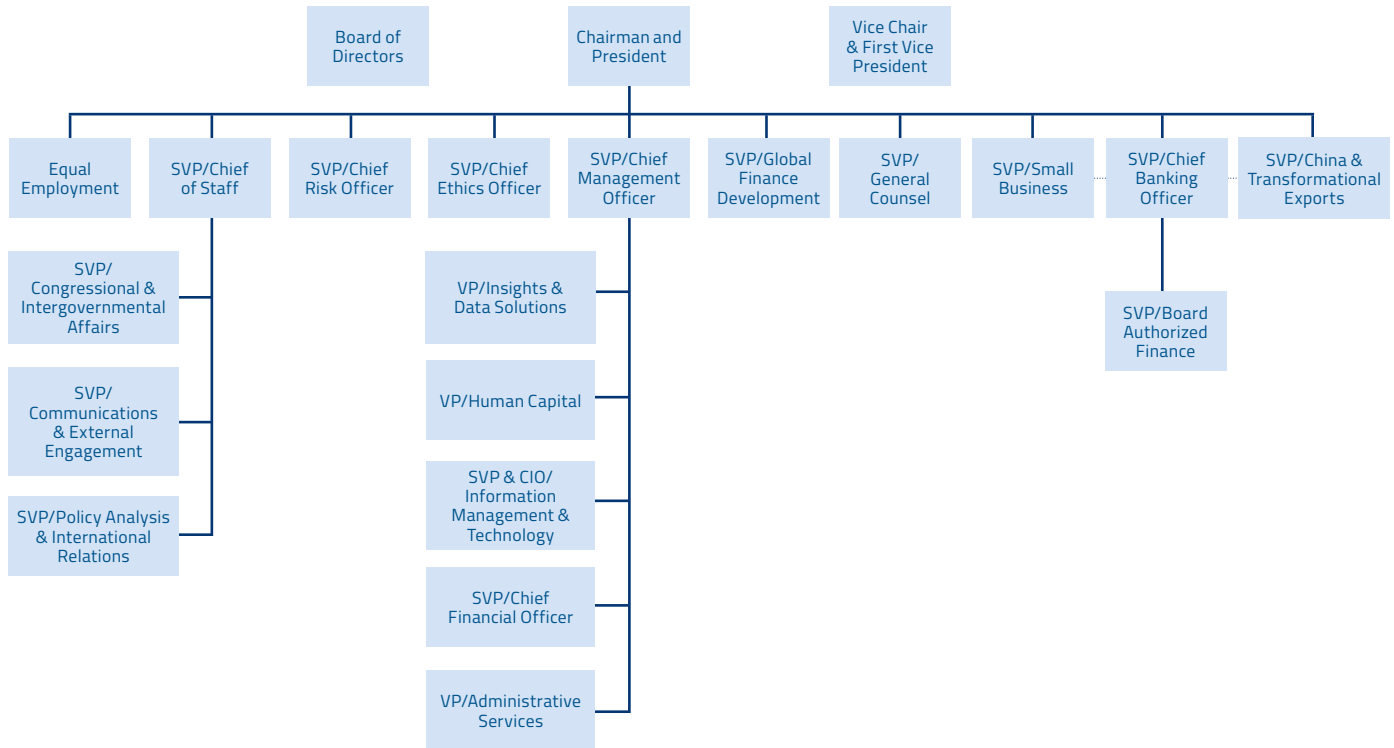 Board of
Directors
Chairman and
President
Vice Chair
& First Vice
President
Equal
Employment
SVP/Chief
of Staff
SVP/Chief
Risk Officer
SVP/Chief
Ethics Officer
SVP/Chief
Management
Officer
SVP/Global
Finance
Development
SVP/
General
Counsel
SVP/Small
Business
SVP/Chief
Banking
Officer
SVP/China &
Transformational
Exports
SVP/
Congressional &
Intergovernmental
Affairs
SVP/
Communications
& External
Engagement
SVP/Policy Analysis
& International
Relations
VP/Insights &
Data Solutions
VP/Human Capital
SVP & CIO/
Information
Management &
Technology
SVP/Chief
Financial Officer
VP/Administrative
Services
SVP/Board
Authorized
Finance